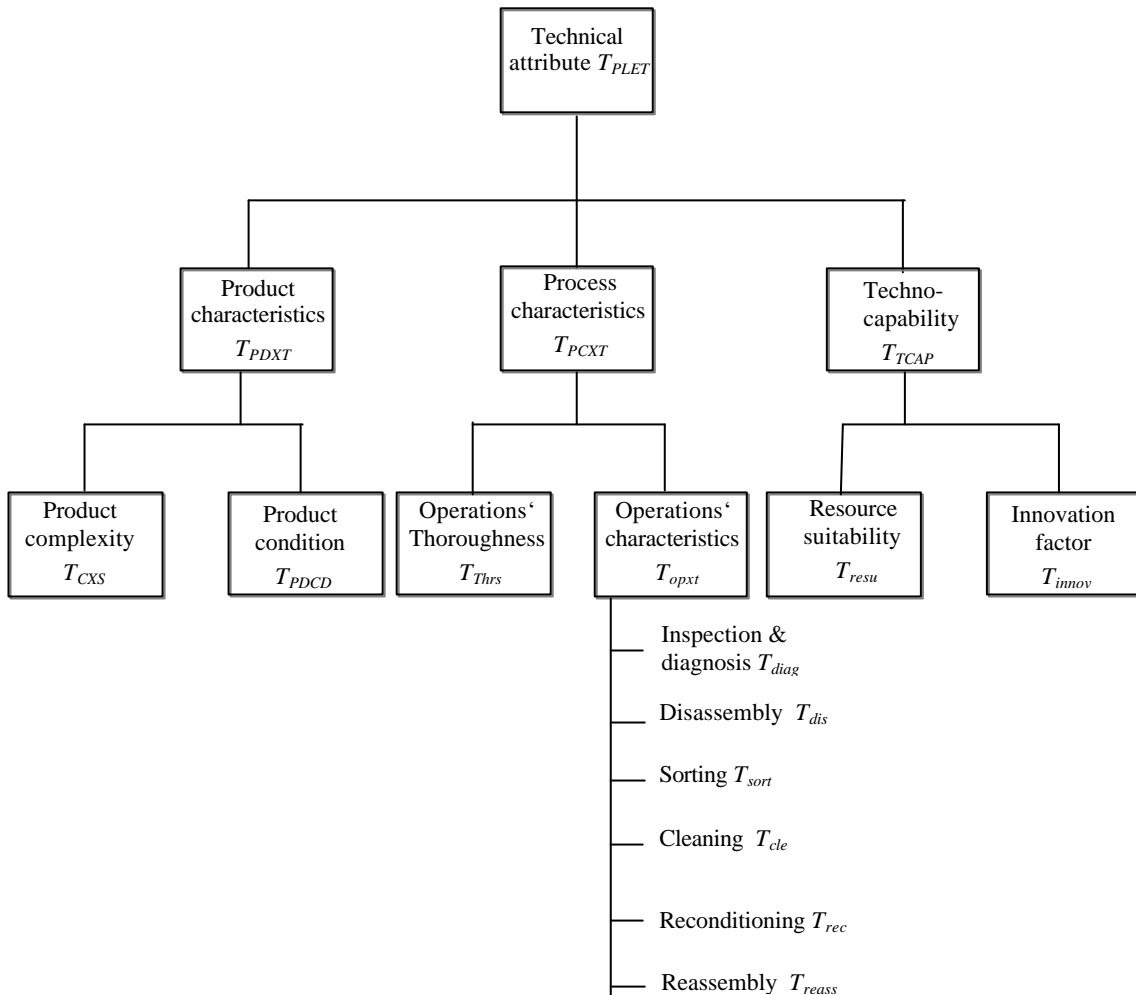 Technical
attribute T_PLET
Product
characteristics
T_PDXT
Process
characteristics
T_PCXT
Techno-
capability
T_TCAP
Product
complexity
T_CXS
Product
condition
T_PDCD
Operations‘
Thoroughness
T_Thrs
Operations‘
characteristics
T_opxt
Resource
suitability
T_resu
Innovation
factor
T_innov
Inspection &
diagnosis T_diag
Disassembly T_dis
Sorting T_sort
Cleaning T_cle
Reconditioning T_rec
Reassembly T_reass